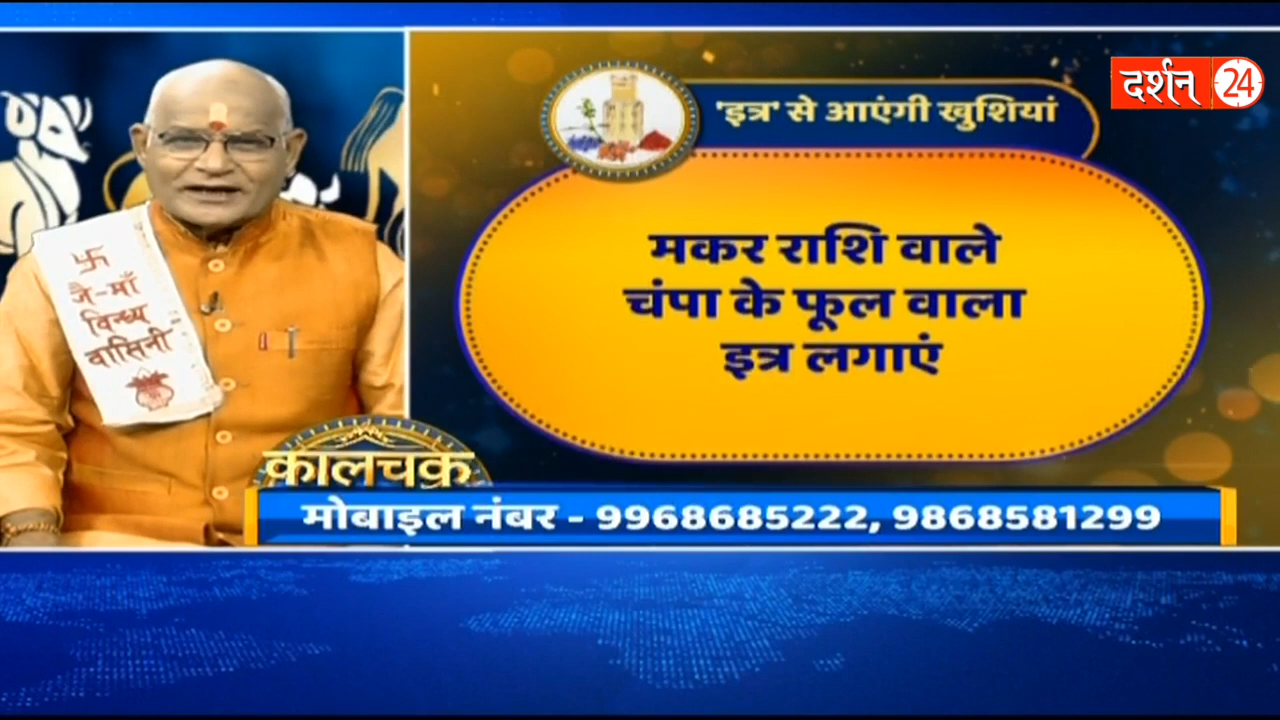 दर्शन 24
'इत्र' से आएंगी खुशियां
मकर राशि वाले
चंपा के फूल वाला
इत्र लगाएं
जै-माँ
विन्ध्य
वासिनी
कालचक्र
मोबाइल नंबर - 9968685222, 9868581299